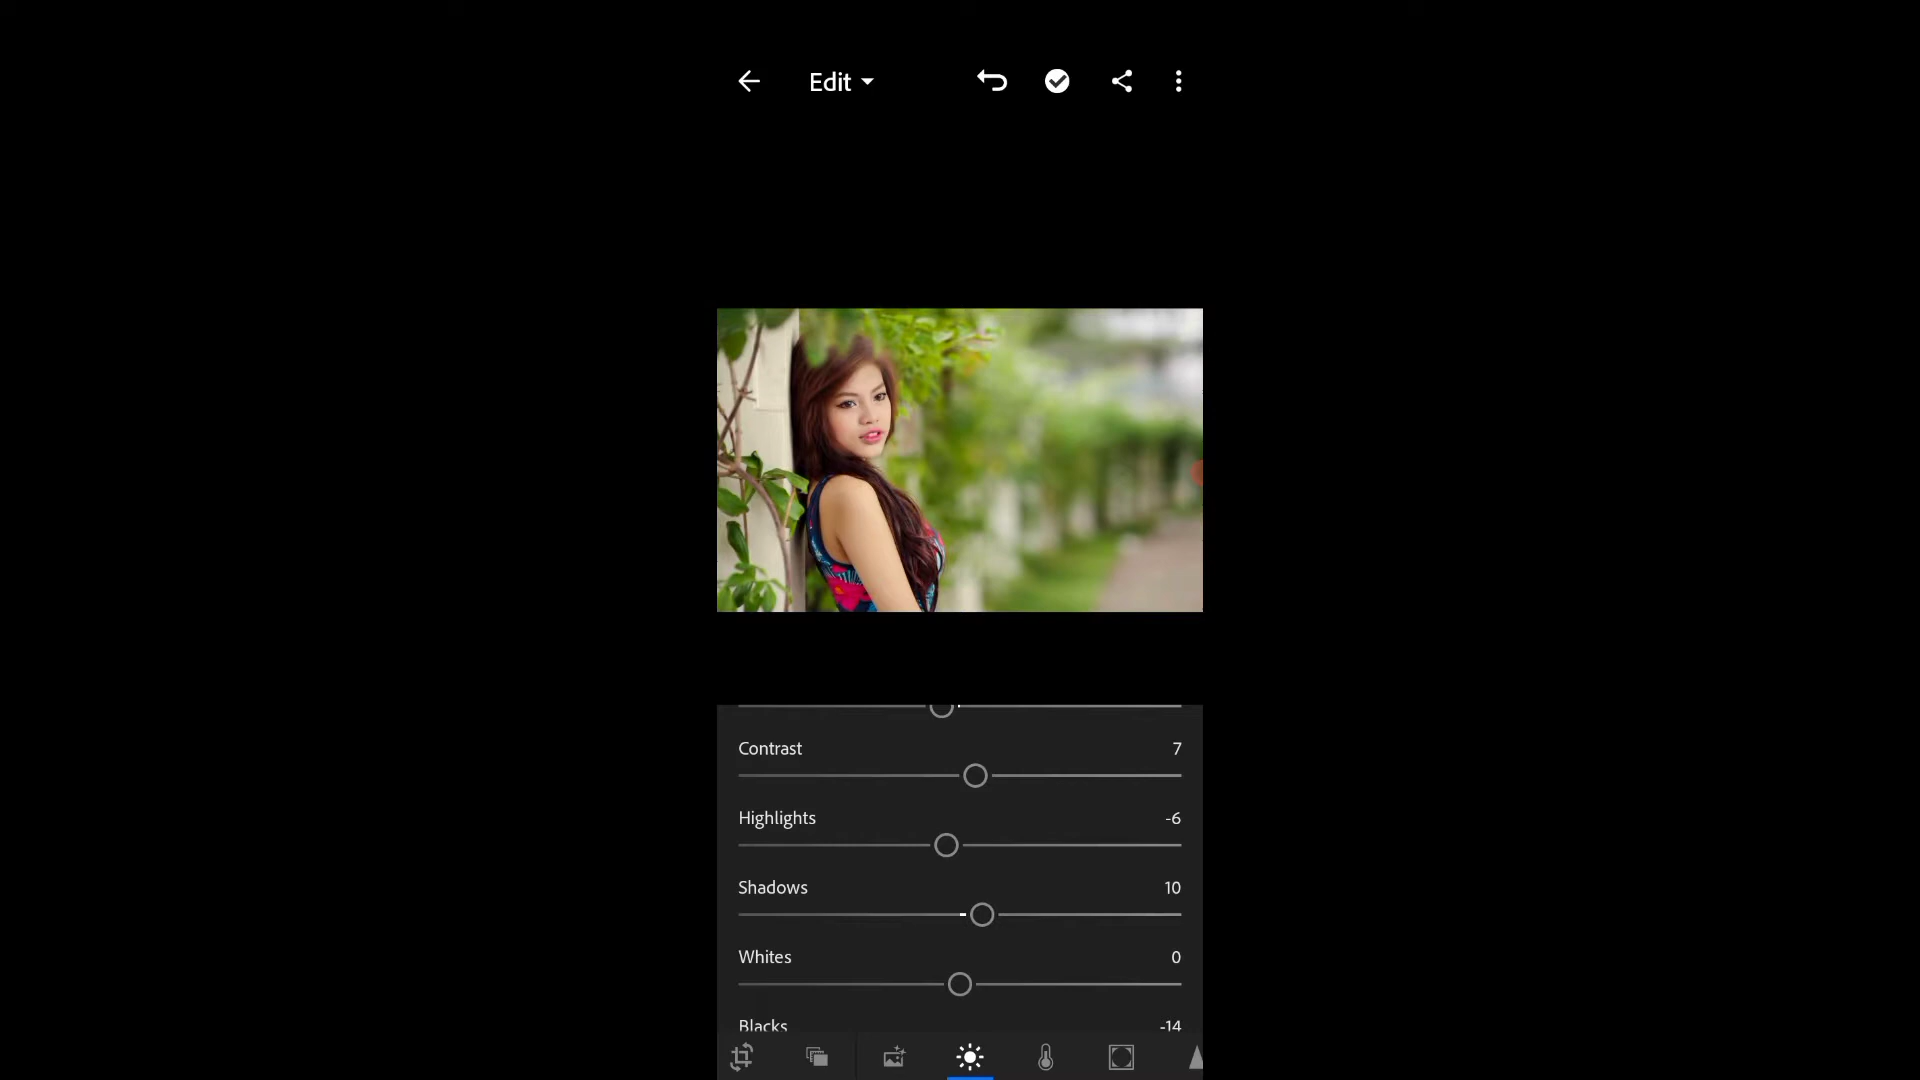 Edit
Contrast 7
Highlights -6
Shadows 10
Whites 0
Blacks -14